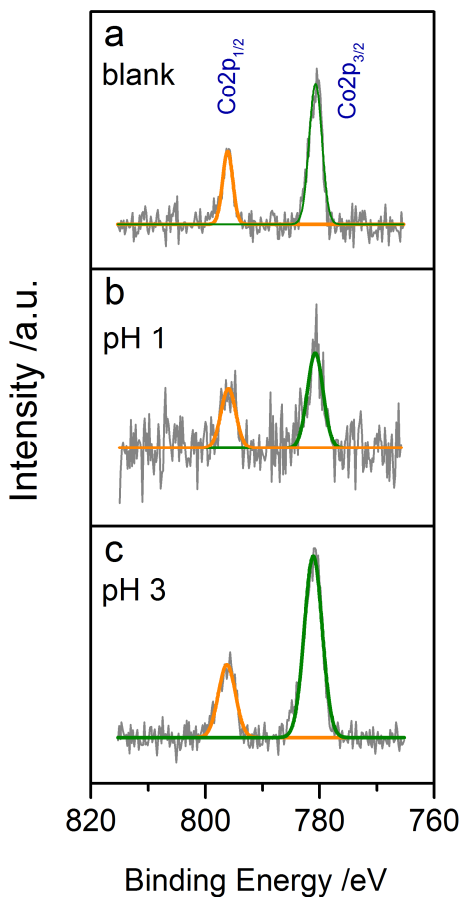 a
blank
Co2p1/2
Co2p3/2
b
pH 1
c
pH 3
Intensity /a.u.
820 800 780 760
Binding Energy /eV